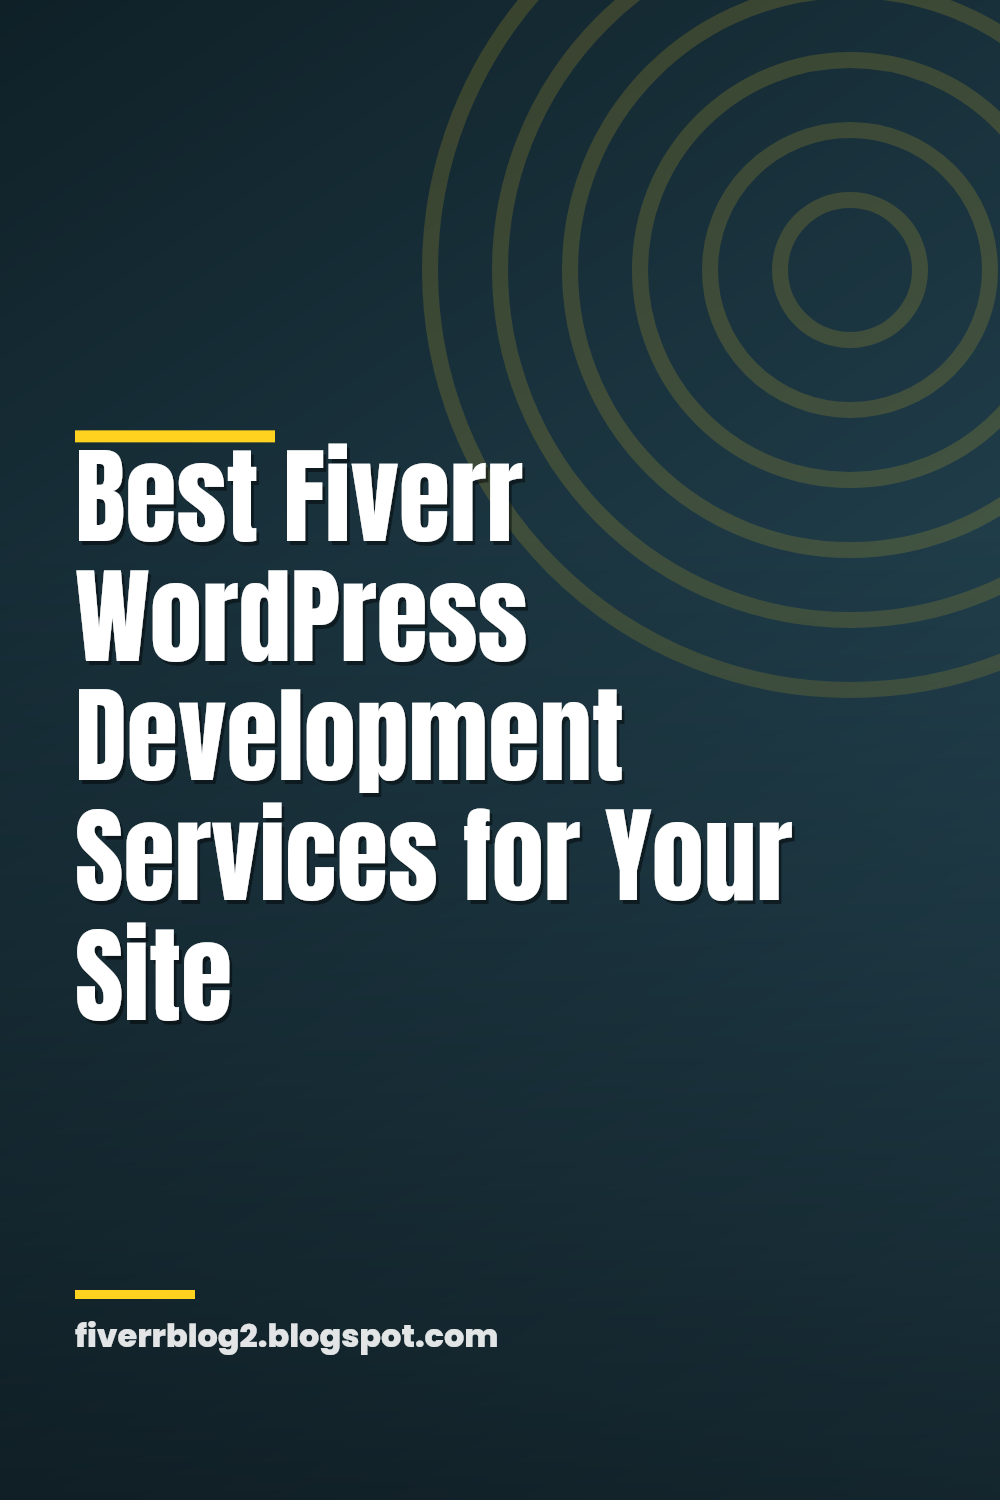 Best Fiverr
WordPress
Development
Services for Your
Site
fiverrblog2.blogspot.com